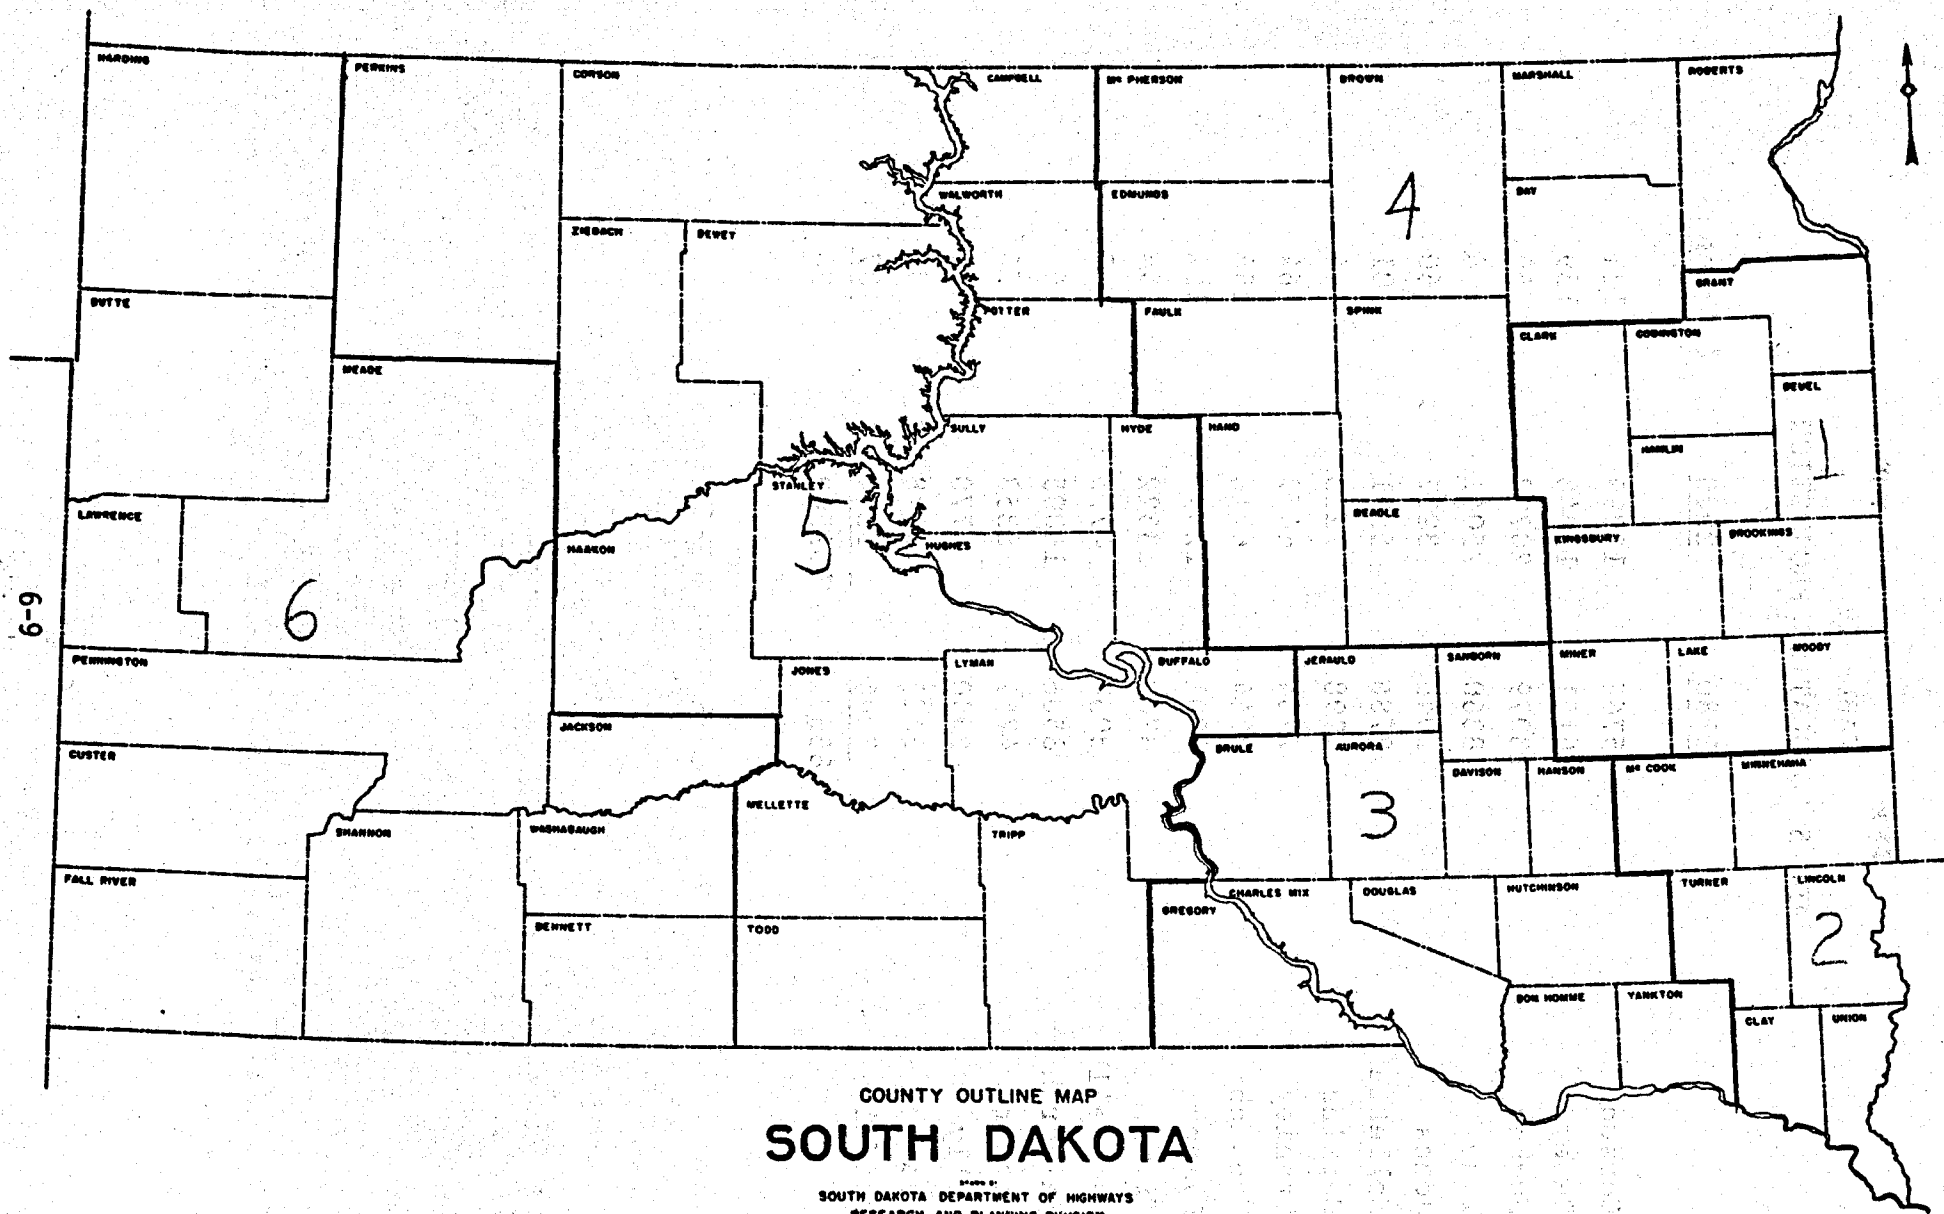 HARDING
PERKINS
CORSON
CAMPBELL
Mc PHERSON
BROWN
MARSHALL
ROBERTS
4
WALWORTH
EDMUNDS
DAY
ZIEBACH
DEWEY
GRANT
BUTTE
POTTER
FAULK
SPINK
CLARK
CODINGTON
MEADE
DEUEL
SULLY
HYDE
HAND
HAMLIN
1
STANLEY
LAWRENCE
5
BEADLE
KINGSBURY
BROOKINGS
HAAKON
HUGHES
6-9
6
PENNINGTON
JONES
LYMAN
BUFFALO
JERAULD
SANBORN
MINER
LAKE
MOODY
JACKSON
CUSTER
BRULE
AURORA
DAVISON
HANSON
Mc COOK
MINNEHAHA
MELLETTE
3
SHANNON
WASHABAUGH
TRIPP
FALL RIVER
CHARLES MIX
DOUGLAS
HUTCHINSON
TURNER
LINCOLN
GREGORY
BENNETT
TODD
2
BON HOMME
YANKTON
CLAY
UNION
COUNTY OUTLINE MAP
SOUTH DAKOTA
SOUTH DAKOTA DEPARTMENT OF HIGHWAYS
RESEARCH AND PLANNING DIVISION